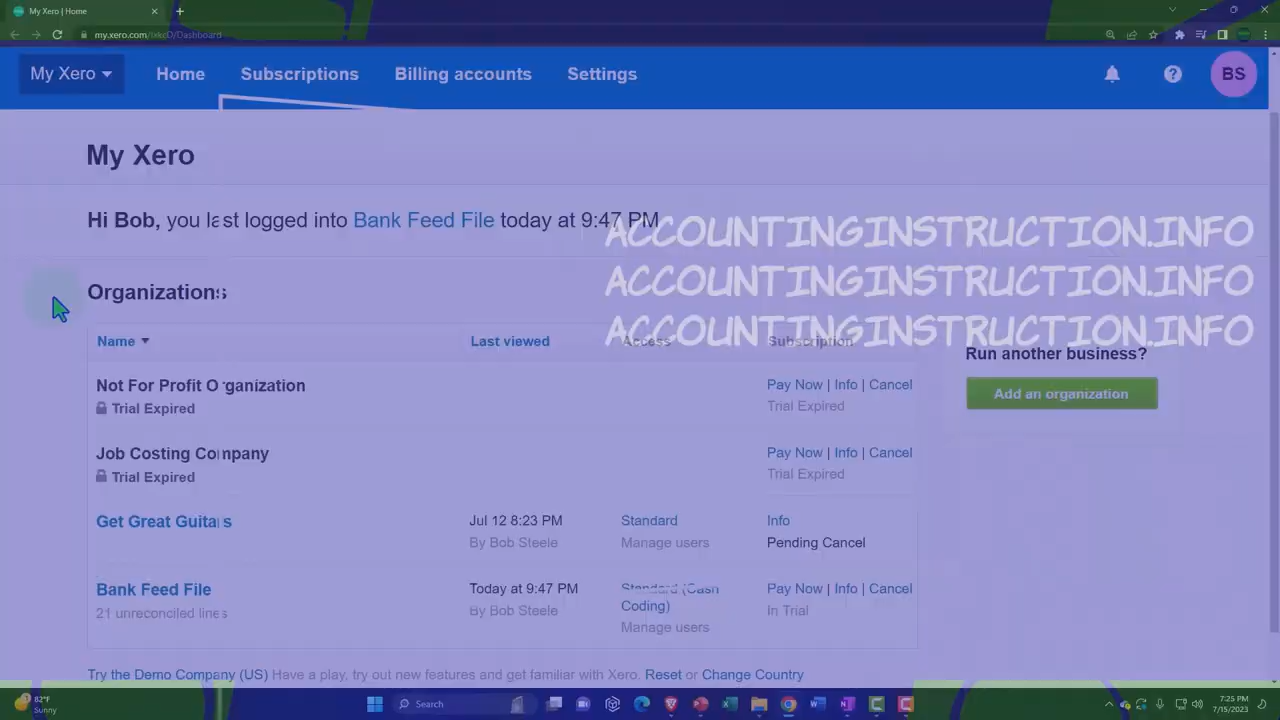 My Xero | Home
my.xero.com/!xkcD/Dashboard
My Xero Home Subscriptions Billing accounts Settings BS
My Xero
Hi Bob, you last logged into Bank Feed File today at 9:47 PM
ACCOUNTINGINSTRUCTION.INFO
ACCOUNTINGINSTRUCTION.INFO
ACCOUNTINGINSTRUCTION.INFO
Organizations
Name Last viewed Access Subscription
Not For Profit Organization Pay Now | Info | Cancel
Trial Expired Trial Expired
Job Costing Company Pay Now | Info | Cancel
Trial Expired Trial Expired
Get Great Guitars Jul 12 8:23 PM Standard Info
By Bob Steele Manage users Pending Cancel
Bank Feed File Today at 9:47 PM Standard (Cash Coding) Pay Now | Info | Cancel
21 unreconciled lines By Bob Steele Manage users In Trial
Run another business?
Add an organization
Try the Demo Company (US) Have a play, try out new features and get familiar with Xero. Reset or Change Country
82°F
Sunny
Search
7:25 PM
7/15/2023